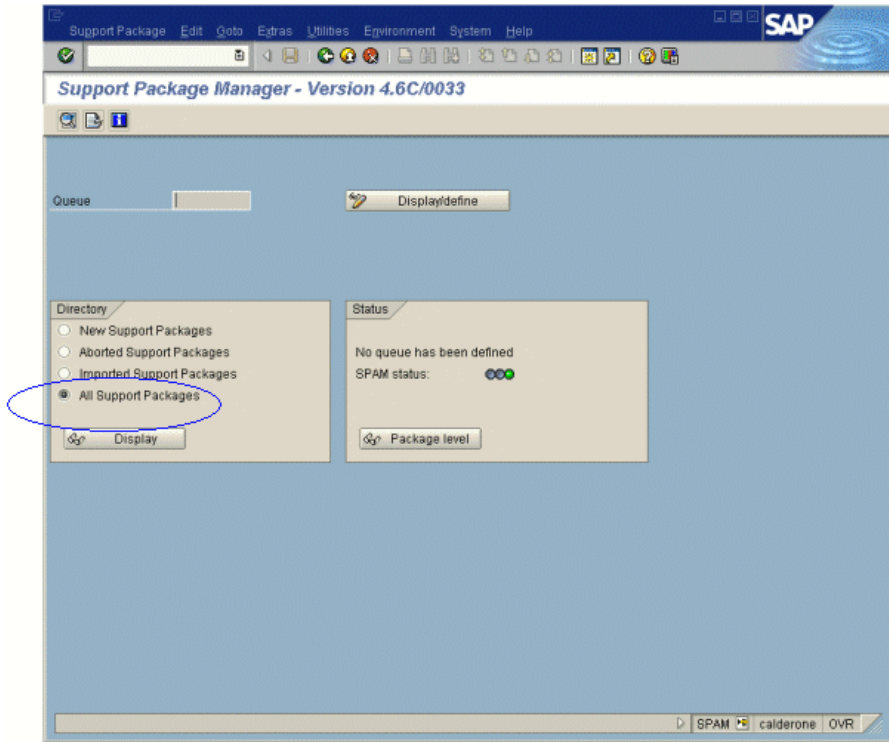 Support Package Edit Goto Extras Utilities Environment System Help
SAP
Support Package Manager - Version 4.6C/0033
Queue
Display/define
Directory
New Support Packages
Aborted Support Packages
Imported Support Packages
All Support Packages
Display
Status
No queue has been defined
SPAM status:
Package level
SPAM calderone OVR